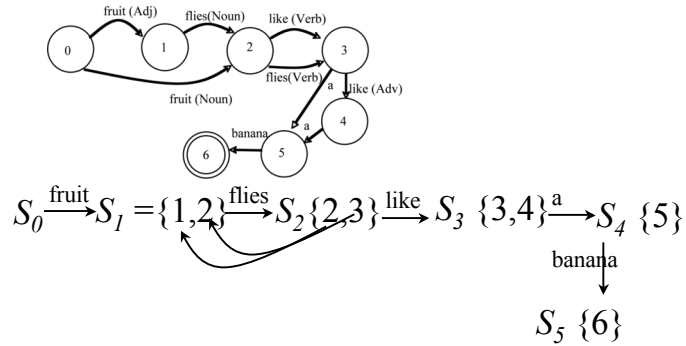 fruit (Adj) flies(Noun) like (Verb)
0 1 2 3
fruit (Noun) flies(Verb) a like (Adv)
4
banana a
6 5
S0 fruit S1 = {1,2} flies S2 {2,3} like S3 {3,4} a S4 {5}
banana
S5 {6}